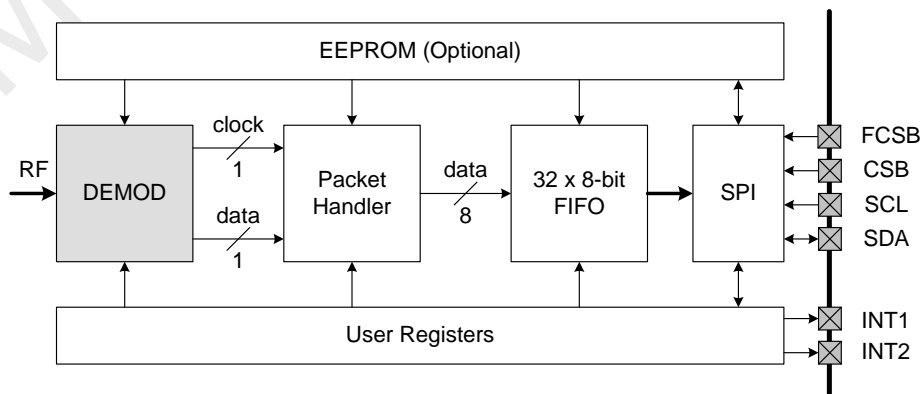 EEPROM (Optional)
RF
DEMOD
clock
1
data
1
Packet
Handler
data
8
32 x 8-bit
FIFO
SPI
FCSB
CSB
SCL
SDA
User Registers
INT1
INT2